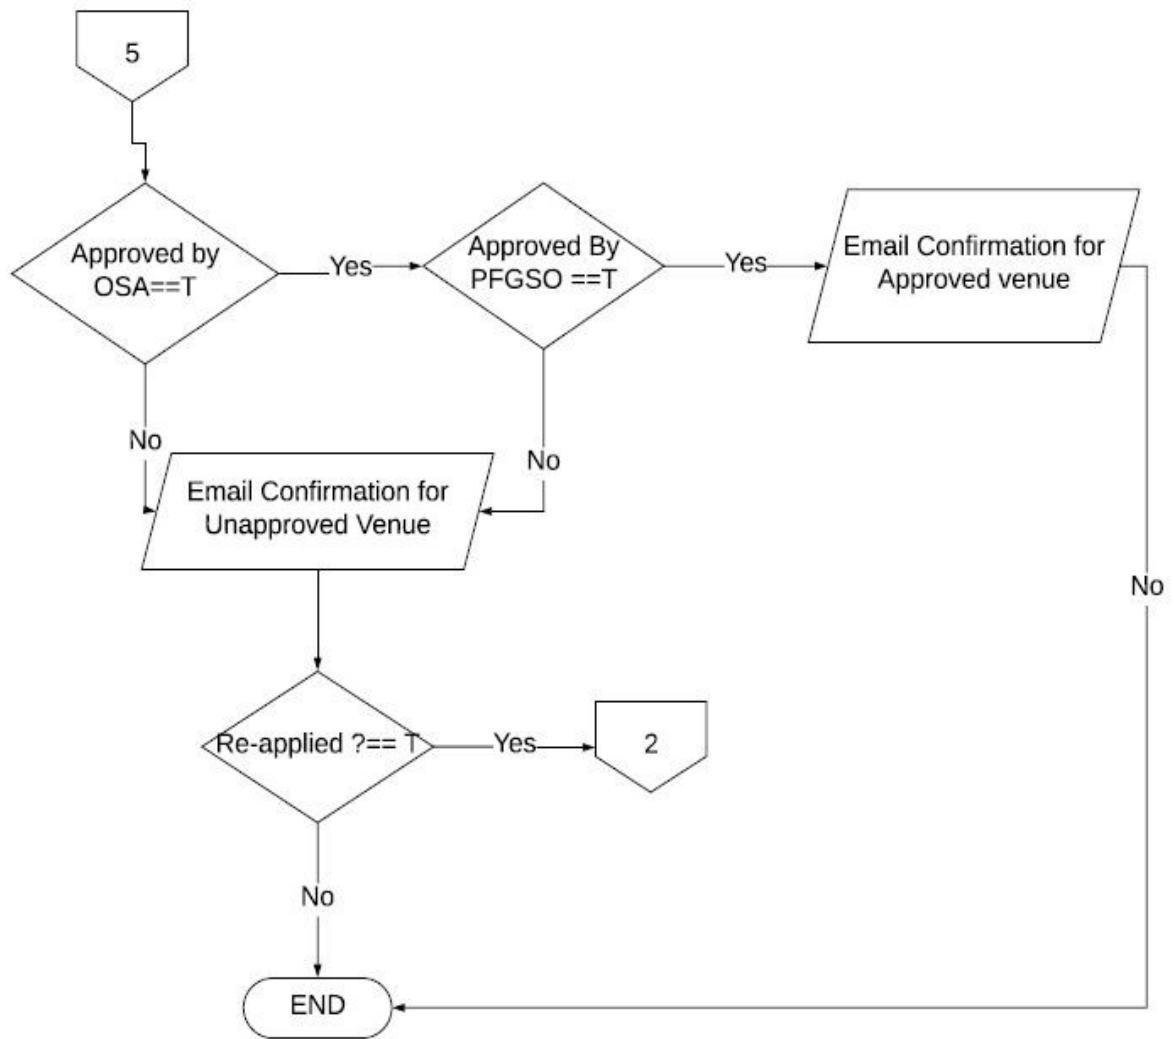 5
Approved by
OSA==T
Yes
Approved By
PFGSO ==T
Yes
Email Confirmation for
Approved venue
No
No
Email Confirmation for
Unapproved Venue
No
Re-applied ?== T
Yes
2
No
END